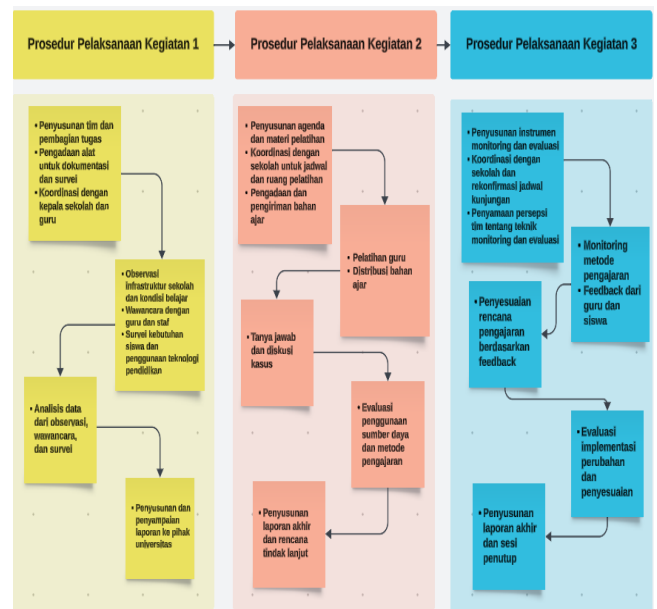 Prosedur Pelaksanaan Kegiatan 1
Prosedur Pelaksanaan Kegiatan 2
Prosedur Pelaksanaan Kegiatan 3
• Penyusunan tim dan
pembagian tugas
• Pengadaan alat
untuk dokumentasi
dan survei
• Koordinasi dengan
kepala sekolah dan
guru
• Observasi
infrastruktur sekolah
dan kondisi belajar
• Wawancara dengan
guru dan staf
• Survei kebutuhan
siswa dan
penggunaan teknologi
pendidikan
• Analisis data
dari observasi,
wawancara,
dan survei
• Penyusunan dan
penyampaian
laporan ke pihak
universitas
• Penyusunan agenda
dan materi pelatihan
• Koordinasi dengan
sekolah untuk jadwal
dan ruang pelatihan
• Pengadaan dan
pengiriman bahan
ajar
• Pelatihan guru
• Distribusi bahan
ajar
• Tanya jawab
dan diskusi
kasus
• Evaluasi
penggunaan
sumber daya
dan metode
pengajaran
• Penyusunan
laporan akhir
dan rencana
tindak lanjut
• Penyusunan instrumen
monitoring dan evaluasi
• Koordinasi dengan
sekolah dan
rekonfirmasi jadwal
kunjungan
• Penyamaan persepsi
tim tentang teknik
monitoring dan evaluasi
• Monitoring
metode
pengajaran
• Feedback dari
guru dan
siswa
• Penyesuaian
rencana
pengajaran
berdasarkan
feedback
• Evaluasi
implementasi
perubahan
dan
penyesuaian
• Penyusunan
laporan akhir
dan sesi
penutup